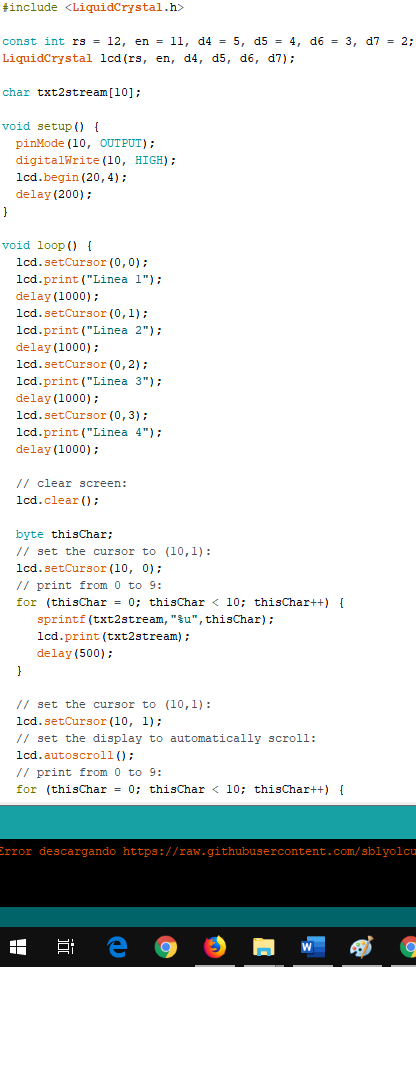 #include <LiquidCrystal.h>
const int rs = 12, en = 11, d4 = 5, d5 = 4, d6 = 3, d7 = 2;
LiquidCrystal lcd(rs, en, d4, d5, d6, d7);
char txt2stream[10];
void setup() {
  pinMode(10, OUTPUT);
  digitalWrite(10, HIGH);
  lcd.begin(20,4);
  delay(200);
}
void loop() {
  lcd.setCursor(0,0);
  lcd.print("Linea 1");
  delay(1000);
  lcd.setCursor(0,1);
  lcd.print("Linea 2");
  delay(1000);
  lcd.setCursor(0,2);
  lcd.print("Linea 3");
  delay(1000);
  lcd.setCursor(0,3);
  lcd.print("Linea 4");
  delay(1000);
  // clear screen:
  lcd.clear();
  byte thisChar;
  // set the cursor to (10,1):
  lcd.setCursor(10, 0);
  // print from 0 to 9:
  for (thisChar = 0; thisChar < 10; thisChar++) {
     sprintf(txt2stream,"%u",thisChar);
     lcd.print(txt2stream);
     delay(500);
  }
  // set the cursor to (10,1):
  lcd.setCursor(10, 1);
  // set the display to automatically scroll:
  lcd.autoscroll();
  // print from 0 to 9:
  for (thisChar = 0; thisChar < 10; thisChar++) {
Error descargando https://raw.githubusercontent.com/sblyolcu